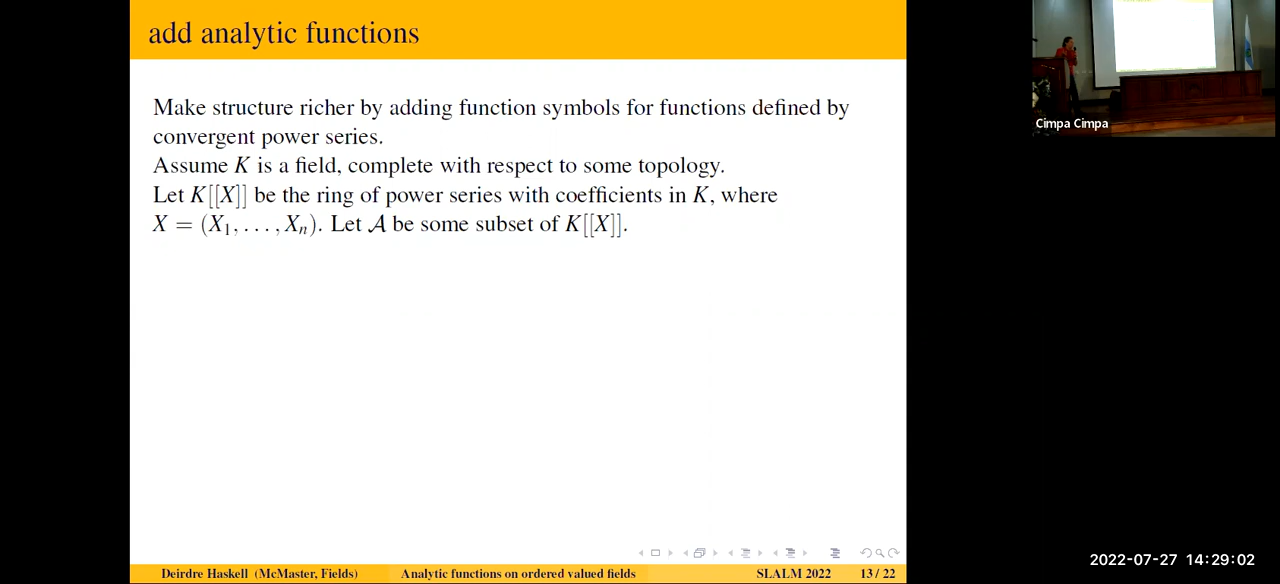 add analytic functions
Make structure richer by adding function symbols for functions defined by
convergent power series.
Assume K is a field, complete with respect to some topology.
Let K[[X]] be the ring of power series with coefficients in K, where
X = (X₁, . . . , Xₙ). Let 𝒜 be some subset of K[[X]].
Deirdre Haskell (McMaster, Fields) Analytic functions on ordered valued fields SLALM 2022 13 / 22
Cimpa Cimpa
2022-07-27 14:29:02